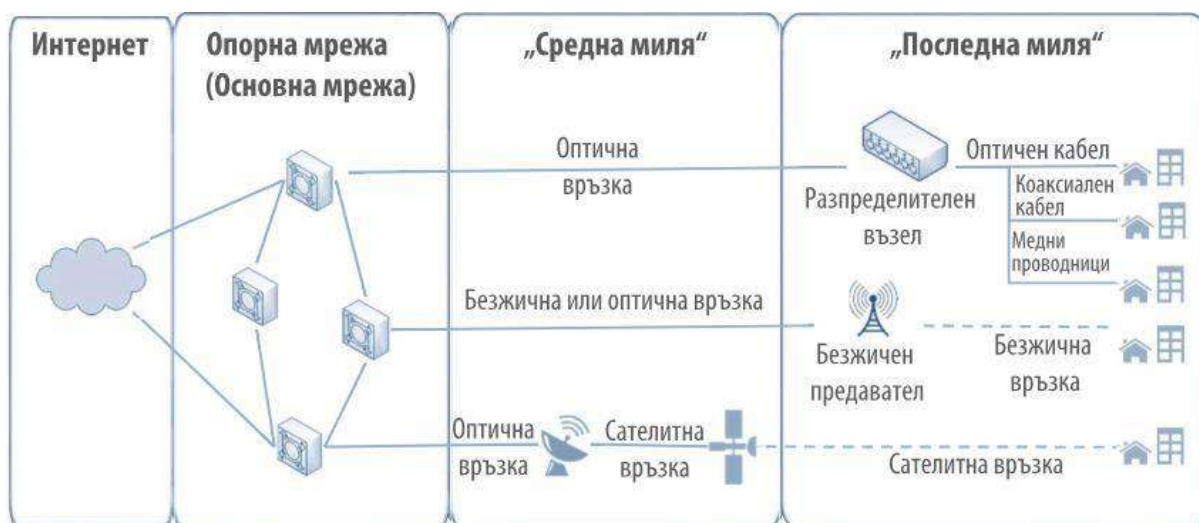 Интернет
Опорна мрежа
(Основна мрежа)
„Средна миля“
„Последна миля“
Оптична
връзка
Разпределителен
възел
Оптичен кабел
Коаксиален
кабел
Медни
проводници
Безжична или оптична връзка
Безжичен
предавател
Безжична
връзка
Оптична
връзка
Сателитна
връзка
Сателитна връзка